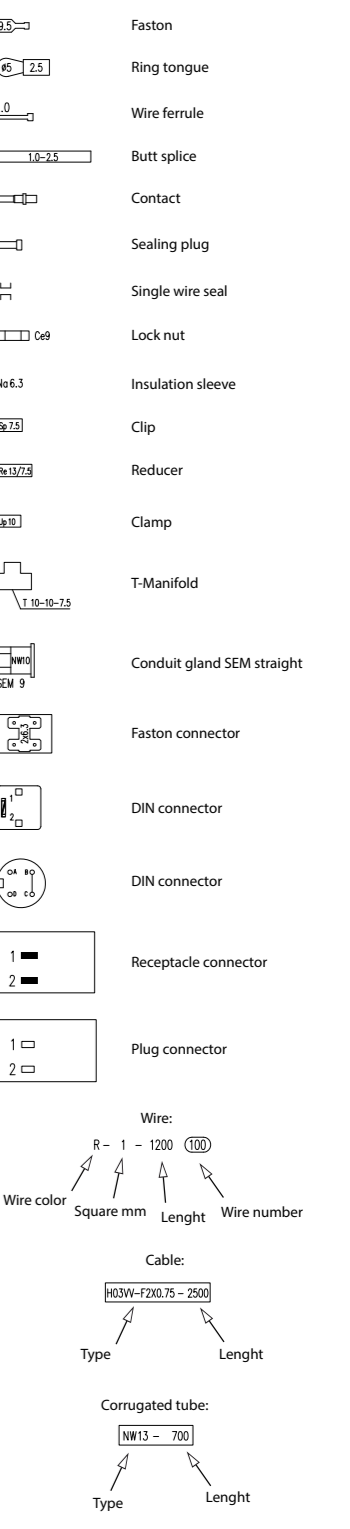 9.5 Faston
ø5 2.5 Ring tongue
.0 Wire ferrule
1.0-2.5 Butt splice
Contact
Sealing plug
Single wire seal
Ce9 Lock nut
Na 6.3 Insulation sleeve
Sp 7.5 Clip
Re 13/7.5 Reducer
Jp 10 Clamp
T-Manifold
T 10-10-7.5
NW10 Conduit gland SEM straight
SEM 9
2x6.3 Faston connector
1
DIN connector
2
A B
DIN connector
D C
1
Receptacle connector
2
1
Plug connector
2
Wire:
R - 1 - 1200 100
Wire color Square mm Lenght Wire number
Cable:
H03VV-F2X0.75 - 2500
Type Lenght
Corrugated tube:
NW13 - 700
Type Lenght